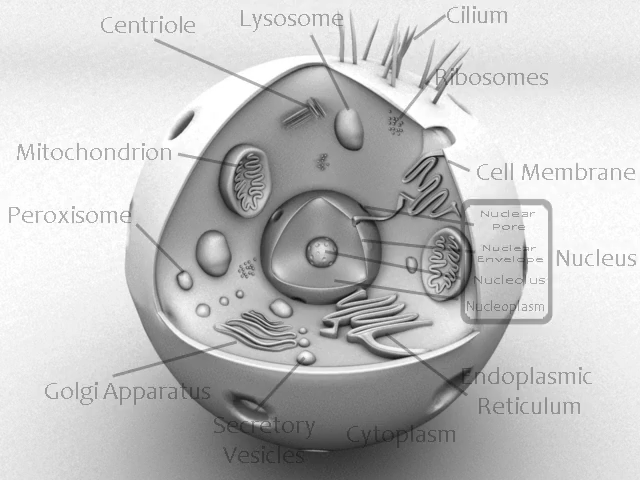 Centriole
Lysosome
Cilium
Ribosomes
Mitochondrion
Cell Membrane
Peroxisome
Nuclear
Pore
Nuclear
Envelope
Nucleolus
Nucleoplasm
Nucleus
Golgi Apparatus
Secretory
Vesicles
Cytoplasm
Endoplasmic
Reticulum